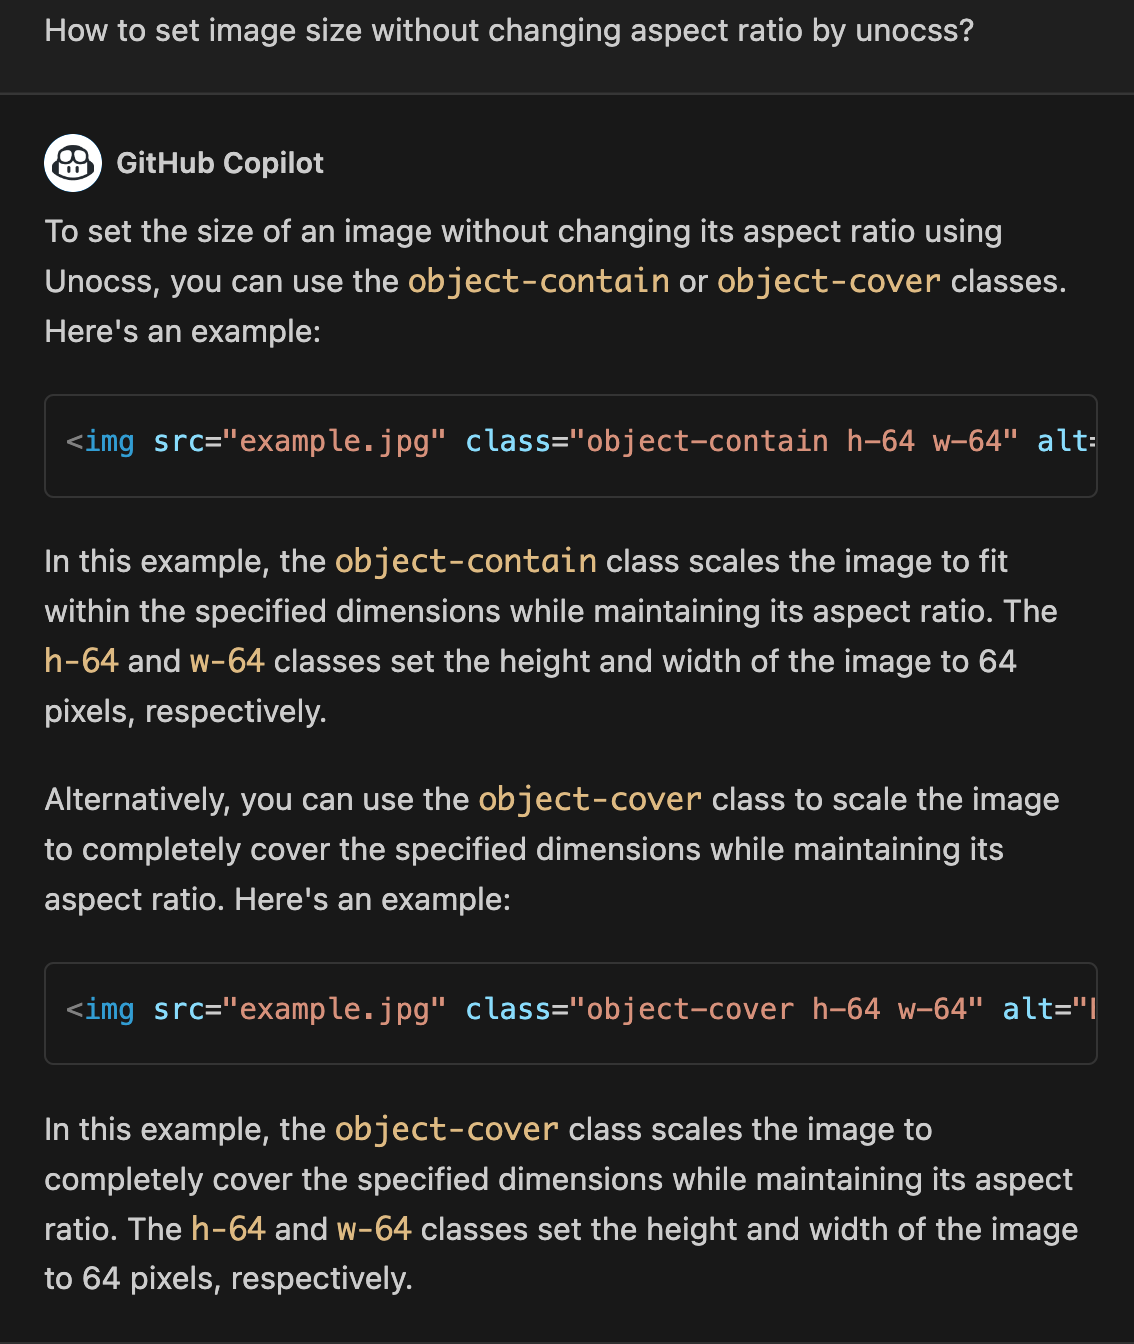 How to set image size without changing aspect ratio by unocss?
GitHub Copilot
To set the size of an image without changing its aspect ratio using
Unocss, you can use the object-contain or object-cover classes.
Here's an example:
<img src="example.jpg" class="object-contain h-64 w-64" alt=
In this example, the object-contain class scales the image to fit
within the specified dimensions while maintaining its aspect ratio. The
h-64 and w-64 classes set the height and width of the image to 64
pixels, respectively.
Alternatively, you can use the object-cover class to scale the image
to completely cover the specified dimensions while maintaining its
aspect ratio. Here's an example:
<img src="example.jpg" class="object-cover h-64 w-64" alt="
In this example, the object-cover class scales the image to
completely cover the specified dimensions while maintaining its aspect
ratio. The h-64 and w-64 classes set the height and width of the image
to 64 pixels, respectively.